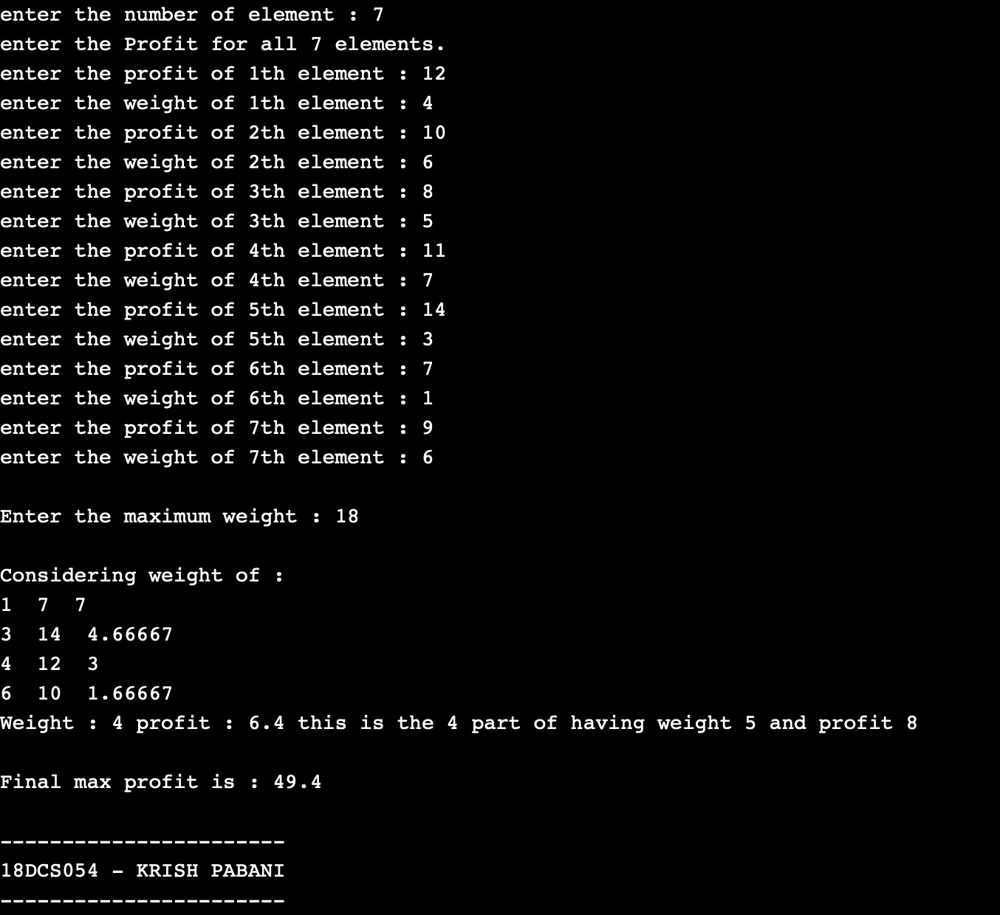 enter the number of element : 7
enter the Profit for all 7 elements.
enter the profit of 1th element : 12
enter the weight of 1th element : 4
enter the profit of 2th element : 10
enter the weight of 2th element : 6
enter the profit of 3th element : 8
enter the weight of 3th element : 5
enter the profit of 4th element : 11
enter the weight of 4th element : 7
enter the profit of 5th element : 14
enter the weight of 5th element : 3
enter the profit of 6th element : 7
enter the weight of 6th element : 1
enter the profit of 7th element : 9
enter the weight of 7th element : 6
Enter the maximum weight : 18
Considering weight of :
1  7  7
3  14  4.66667
4  12  3
6  10  1.66667
Weight : 4 profit : 6.4 this is the 4 part of having weight 5 and profit 8
Final max profit is : 49.4
-----------------------
18DCS054 - KRISH PABANI
-----------------------